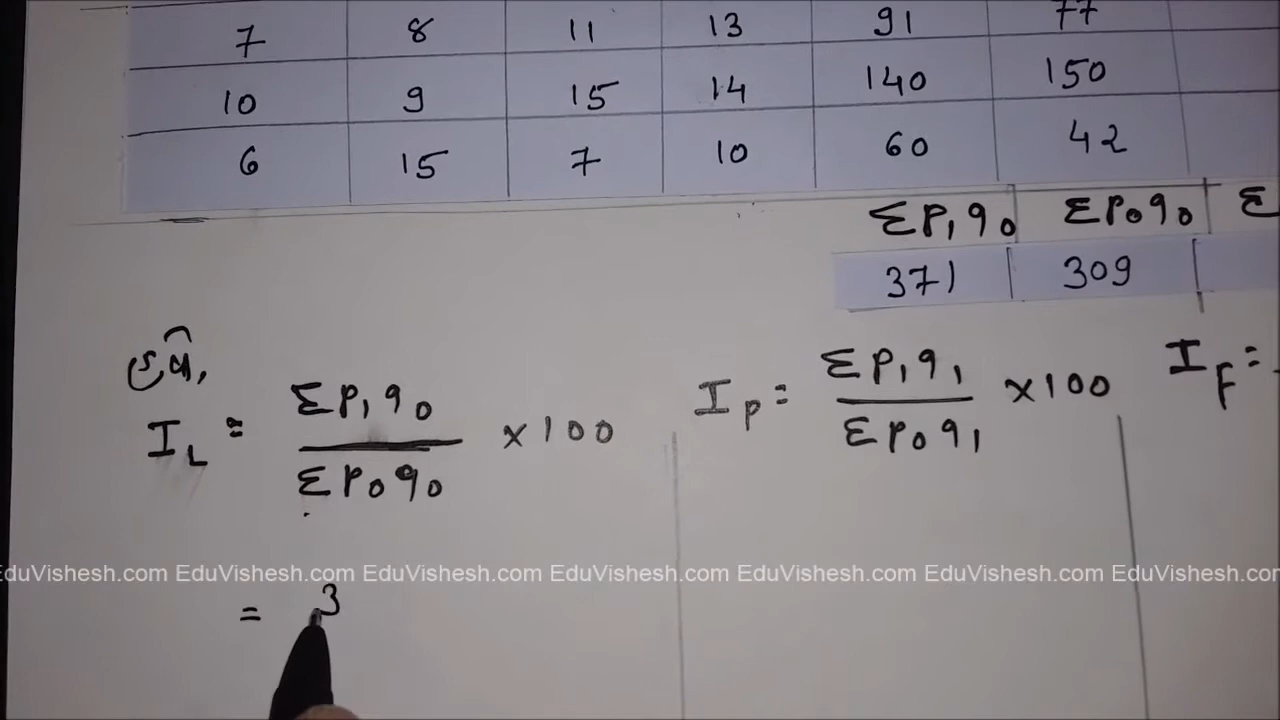 7 8 11 13 91 77
10 9 15 14 140 150
6 15 7 10 60 42
Σp₁q₀ Σp₀q₀ Σ
371 309
હવે,
I_L = Σp₁q₀ / Σp₀q₀ × 100
I_p = Σp₁q₁ / Σp₀q₁ × 100
I_F =
EduVishesh.com EduVishesh.com EduVishesh.com EduVishesh.com EduVishesh.com EduVishesh.com EduVishesh.com
= 3